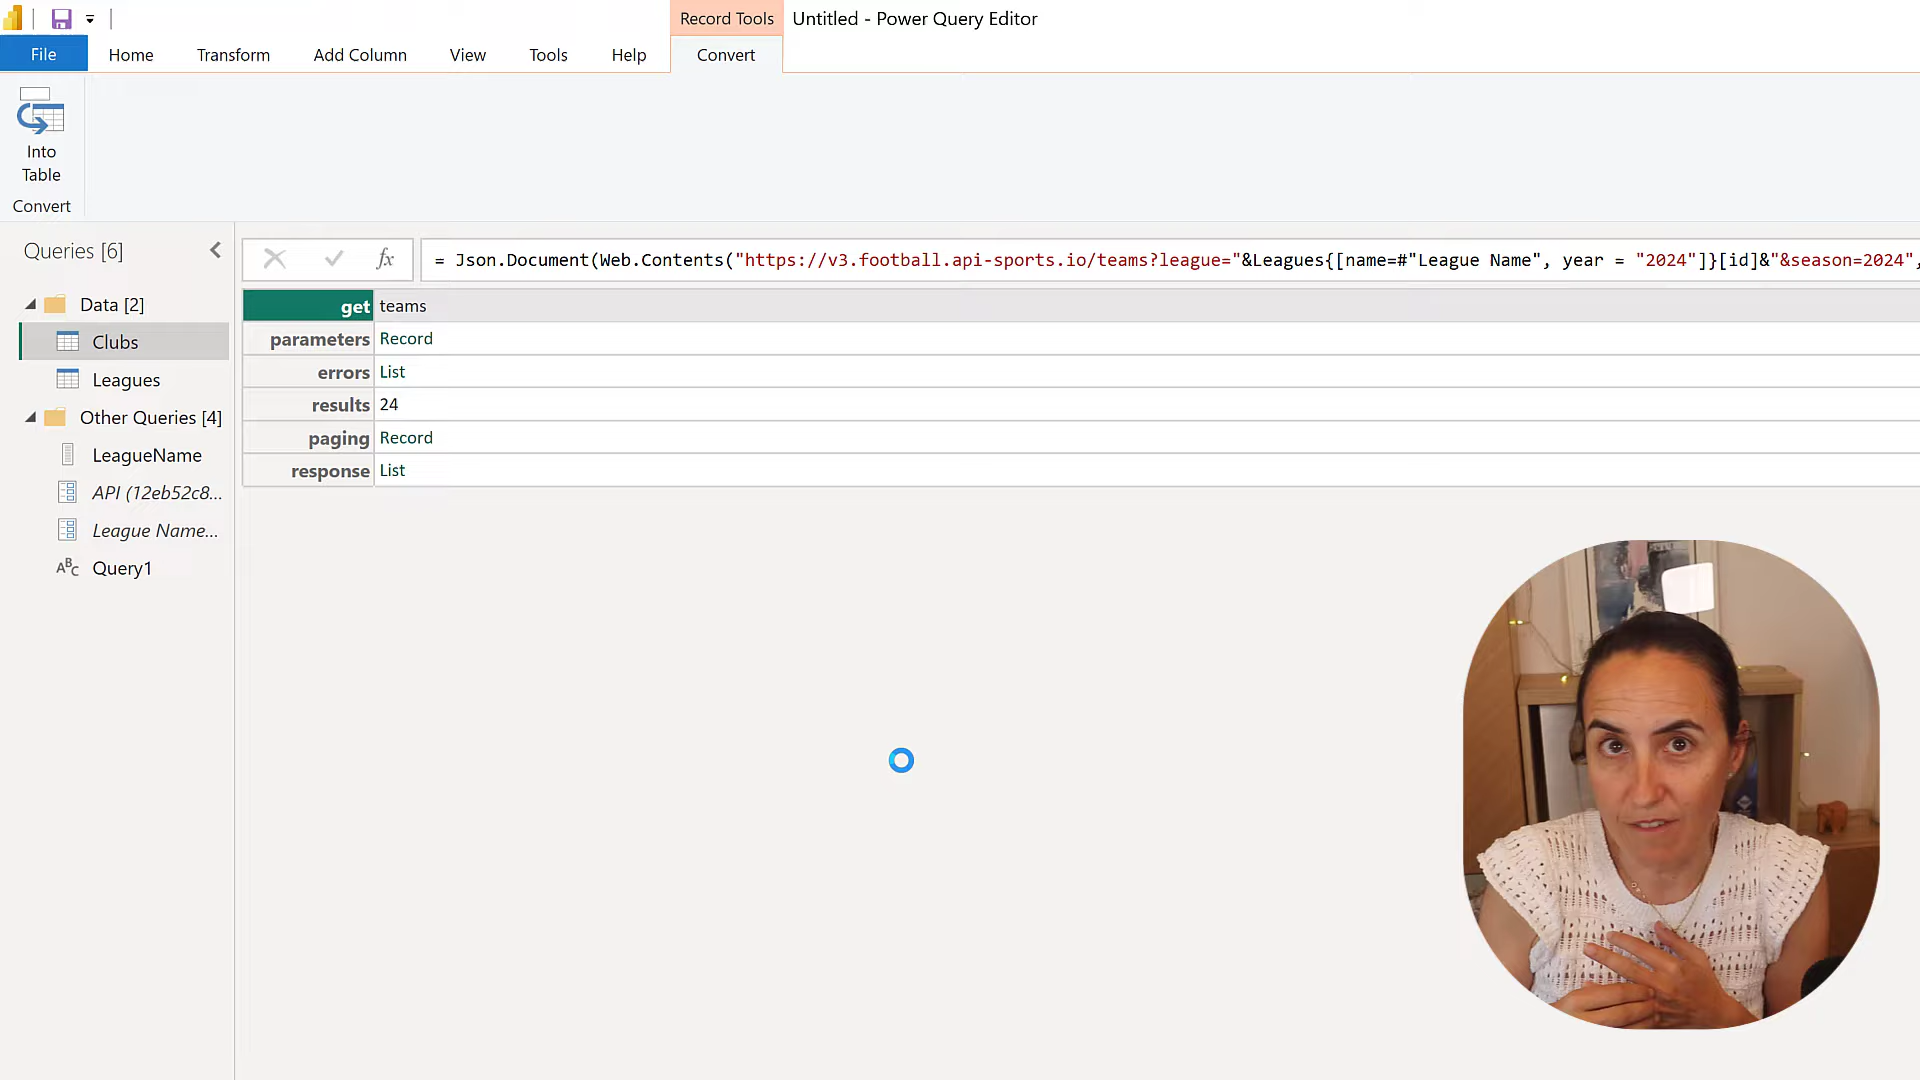 Record Tools
Untitled - Power Query Editor
File
Home
Transform
Add Column
View
Tools
Help
Convert
Into
Table
Convert
Queries [6]
fx
= Json.Document(Web.Contents("https://v3.football.api-sports.io/teams?league="&Leagues{[name=#"League Name", year = "2024"]}[id]&"&season=2024",
Data [2]
Clubs
Leagues
Other Queries [4]
LeagueName
API (12eb52c8...
League Name...
ABC Query1
get teams
parameters Record
errors List
results 24
paging Record
response List